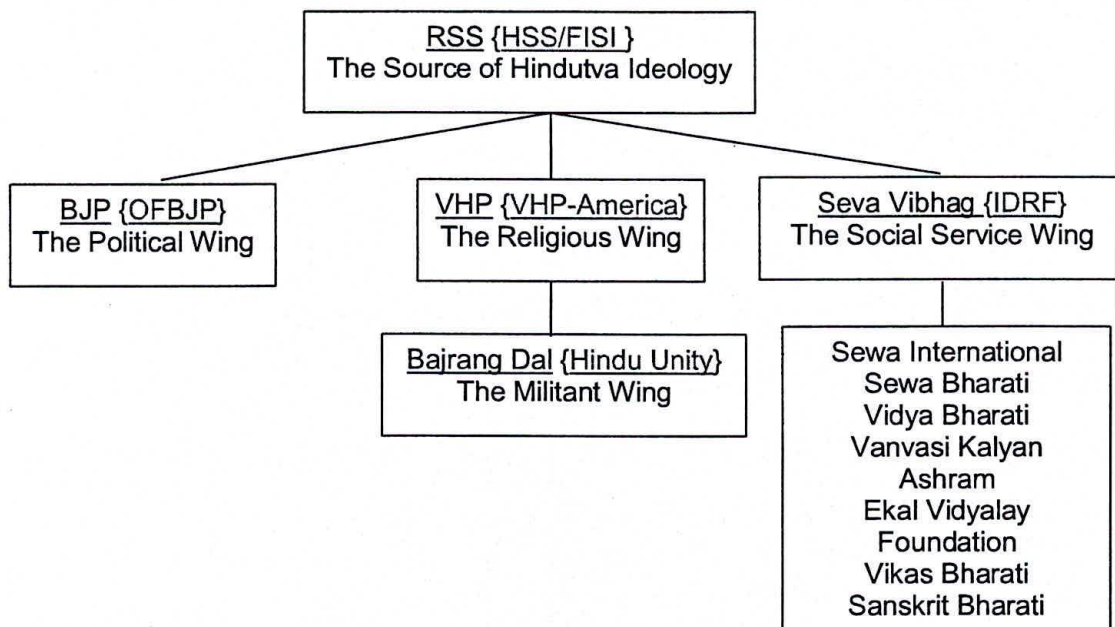 RSS {HSS/FISI }
The Source of Hindutva Ideology
BJP {OFBJP}
The Political Wing
VHP {VHP-America}
The Religious Wing
Seva Vibhag {IDRF}
The Social Service Wing
Bajrang Dal {Hindu Unity}
The Militant Wing
Sewa International
Sewa Bharati
Vidya Bharati
Vanvasi Kalyan
Ashram
Ekal Vidyalay
Foundation
Vikas Bharati
Sanskrit Bharati